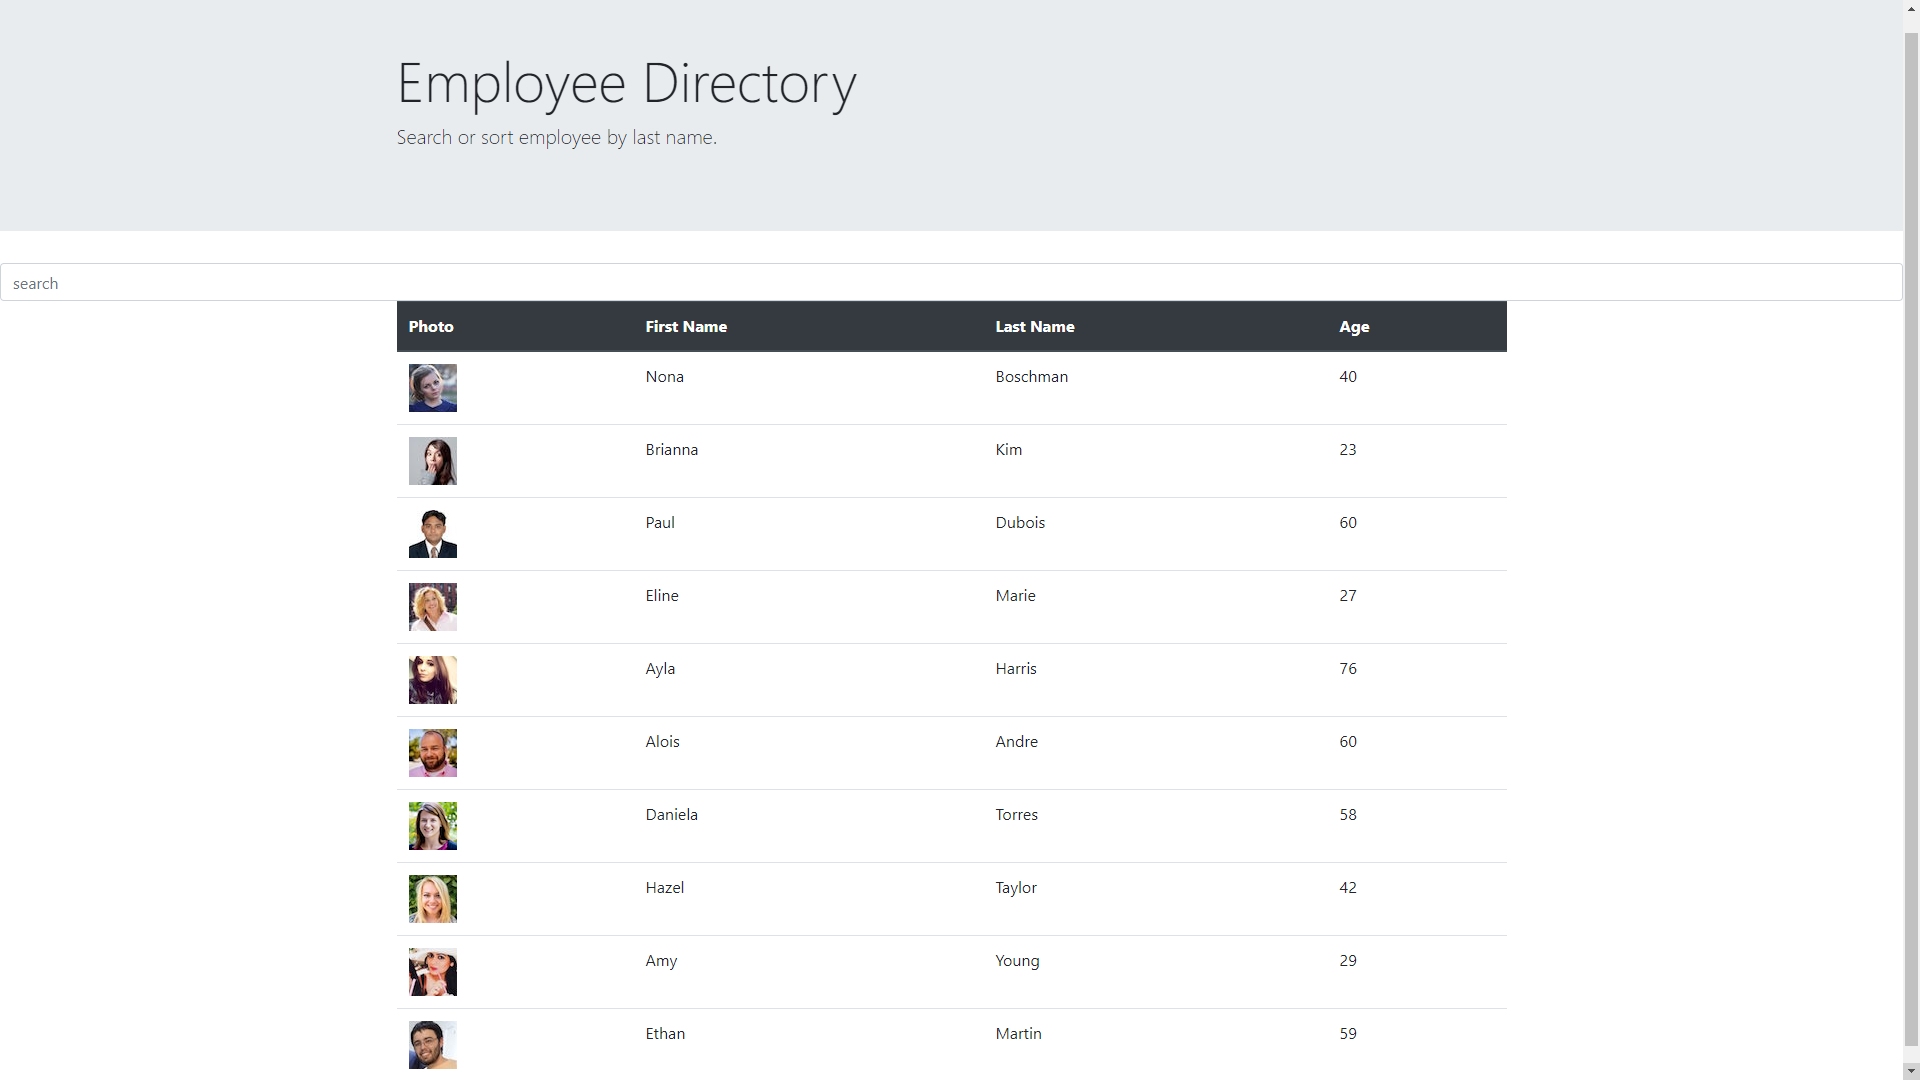 Employee Directory
Search or sort employee by last name.
search
Photo First Name Last Name Age
Nona Boschman 40
Brianna Kim 23
Paul Dubois 60
Eline Marie 27
Ayla Harris 76
Alois Andre 60
Daniela Torres 58
Hazel Taylor 42
Amy Young 29
Ethan Martin 59